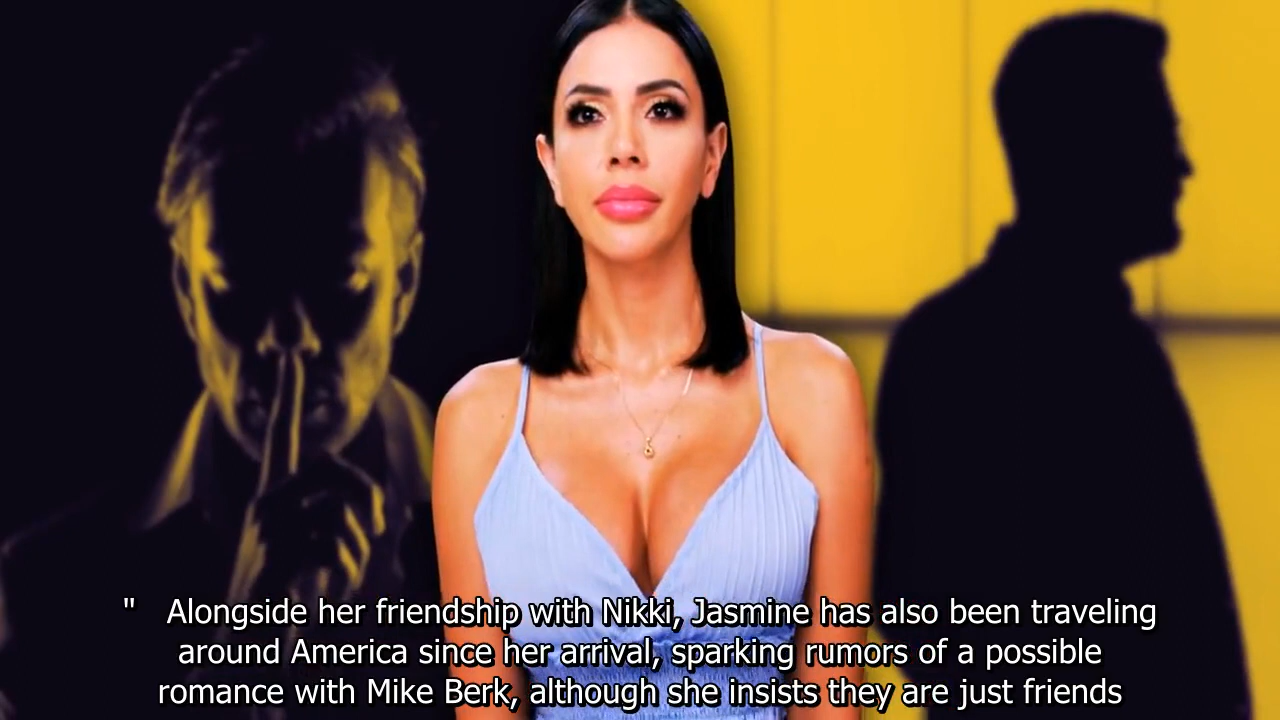 " Alongside her friendship with Nikki, Jasmine has also been traveling
around America since her arrival, sparking rumors of a possible
romance with Mike Berk, although she insists they are just friends